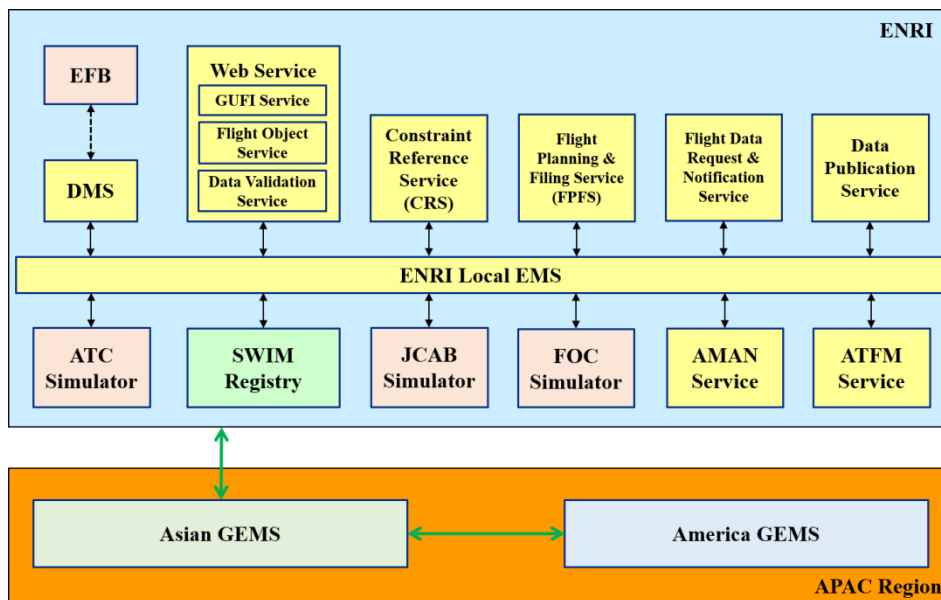 ENRI
EFB
DMS
Web Service
GUFI Service
Flight Object
Service
Data Validation
Service
Constraint
Reference
Service
(CRS)
Flight
Planning &
Filing Service
(FPFS)
Flight Data
Request &
Notification
Service
Data
Publication
Service
ENRI Local EMS
ATC
Simulator
SWIM
Registry
JCAB
Simulator
FOC
Simulator
AMAN
Service
ATFM
Service
Asian GEMS
America GEMS
APAC Region